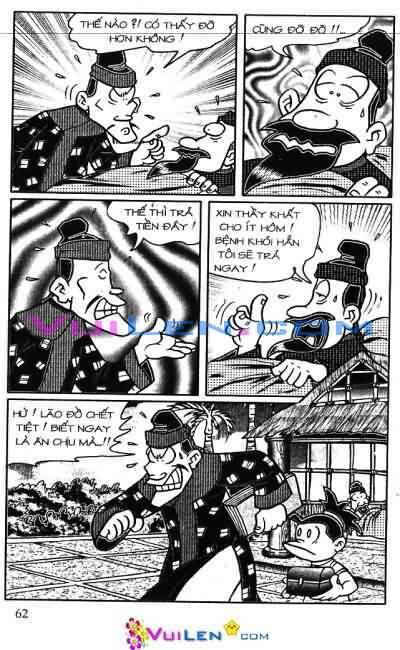 THẾ NÀO ?! CÓ THẤY ĐỠ
HƠN KHÔNG !
CŨNG ĐỠ ĐỠ !!..
THẾ THÌ TRẢ
TIỀN ĐÂY !
XIN THẦY KHẤT
CHO ÍT HÔM !
BỆNH KHỎI HẲN
TÔI SẼ TRẢ
NGAY !
VUILEN.COM
HỪ ! LÃO ĐỒ CHẾT
TIỆT ! BIẾT NGAY
LÀ ĂN CHỊU MÀ..!!
62
VUILEN.COM